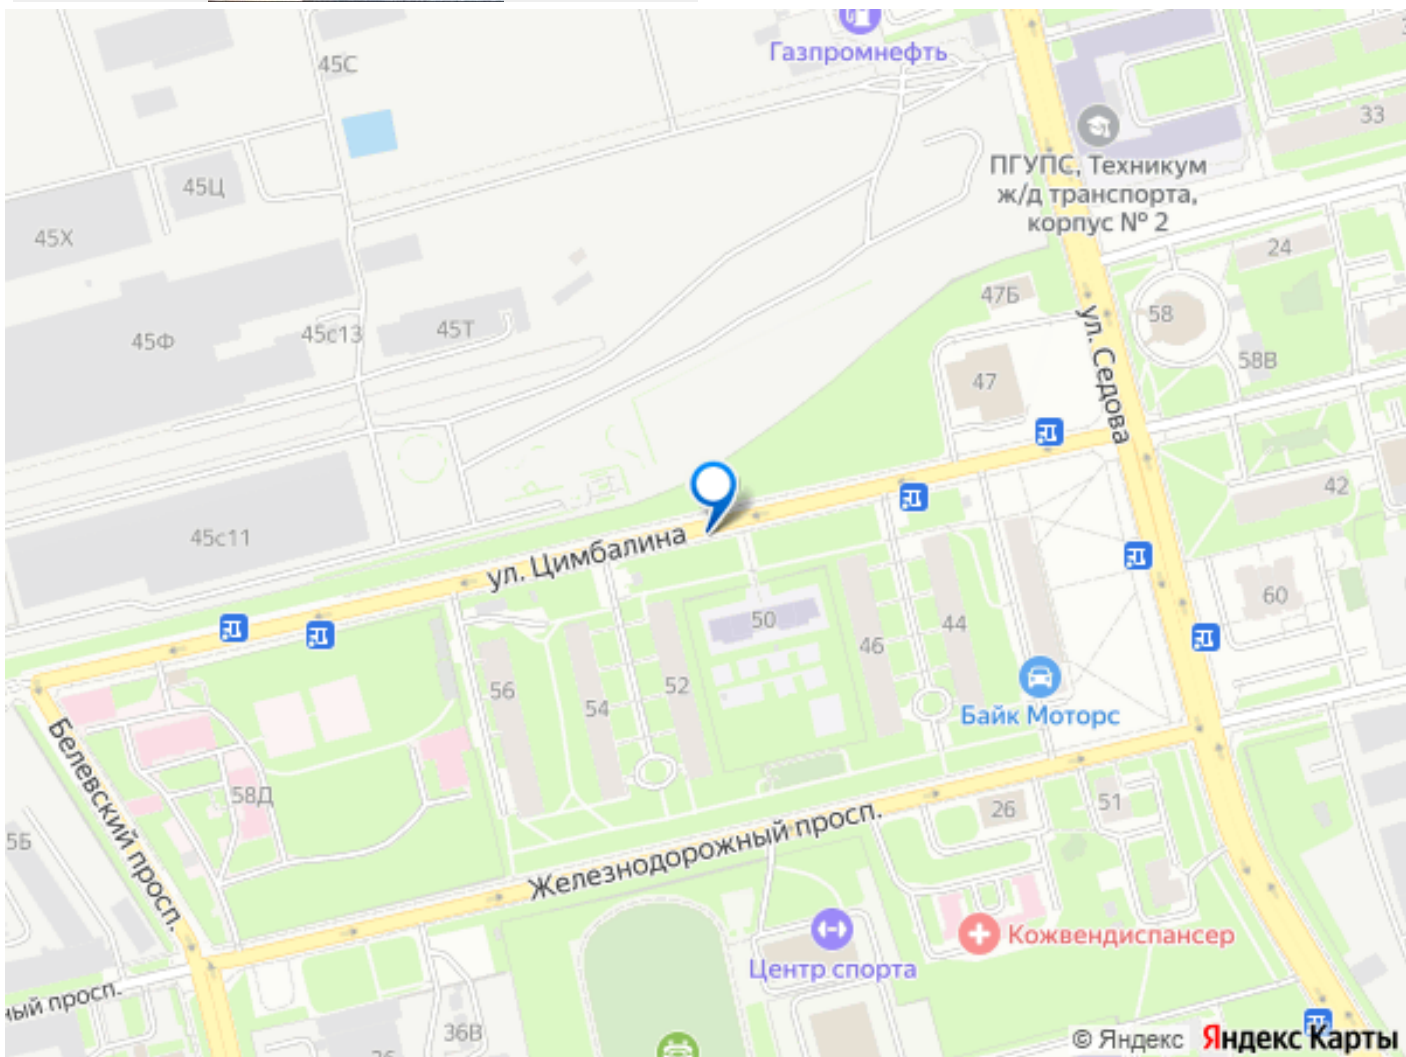 Газпромнефть
45С
33
ПГУПС, Техникум
ж/д транспорта,
корпус № 2
45Ц
45Х
24
47Б
58
45Ф
45с13
45Т
ул. Седова
58В
47
42
45с11
ул. Цимбалина
50
60
44
46
56
54
52
Байк Моторс
Белевский просп.
58Д
26
51
5Б
Железнодорожный просп.
Кожвендиспансер
Центр спорта
ный просп.
36В
© Яндекс Яндекс Карты